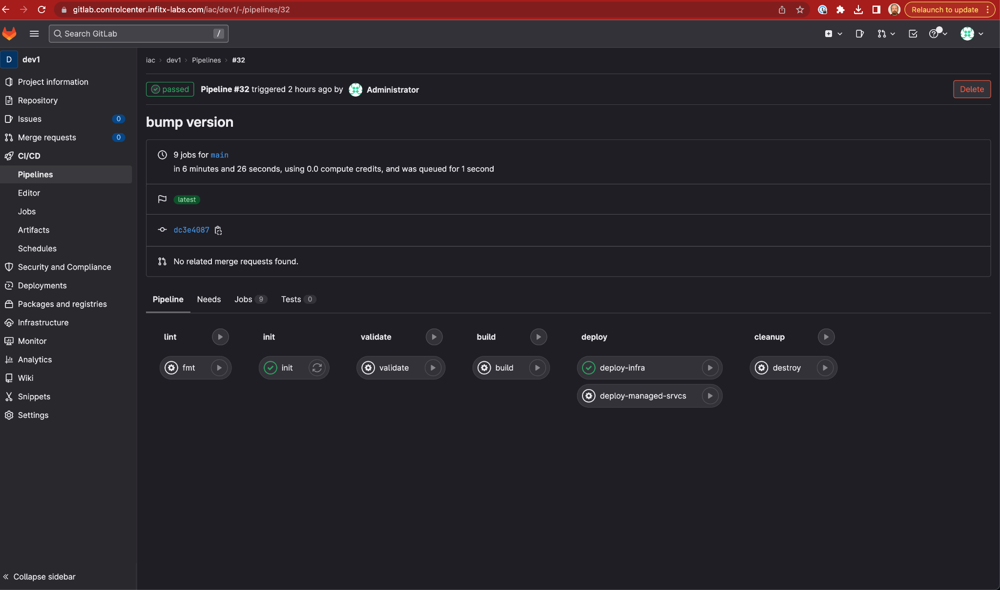 gitlab.controlcenter.infitx-labs.com/iac/dev1/-/pipelines/32
Relaunch to update
Search GitLab
/
D
dev1
Project information
Repository
Issues
0
Merge requests
0
CI/CD
Pipelines
Editor
Jobs
Artifacts
Schedules
Security and Compliance
Deployments
Packages and registries
Infrastructure
Monitor
Analytics
Wiki
Snippets
Settings
Collapse sidebar
iac › dev1 › Pipelines › #32
passed Pipeline #32 triggered 2 hours ago by Administrator
Delete
bump version
9 jobs for main
in 6 minutes and 26 seconds, using 0.0 compute credits, and was queued for 1 second
latest
dc3e4087
No related merge requests found.
Pipeline Needs Jobs 9 Tests 0
lint init validate build deploy cleanup
fmt init validate build deploy-infra destroy
deploy-managed-srvcs